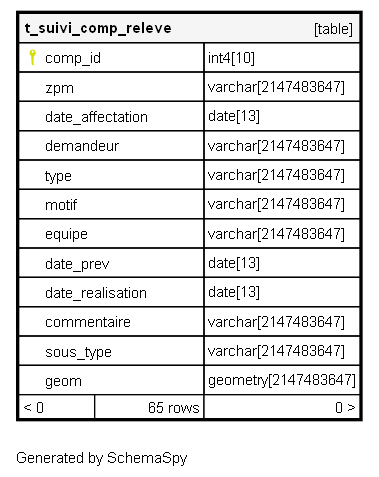 t_suivi_comp_releve [table]
comp_id int4[10]
zpm varchar[2147483647]
date_affectation date[13]
demandeur varchar[2147483647]
type varchar[2147483647]
motif varchar[2147483647]
equipe varchar[2147483647]
date_prev date[13]
date_realisation date[13]
commentaire varchar[2147483647]
sous_type varchar[2147483647]
geom geometry[2147483647]
< 0 65 rows 0 >
Generated by SchemaSpy